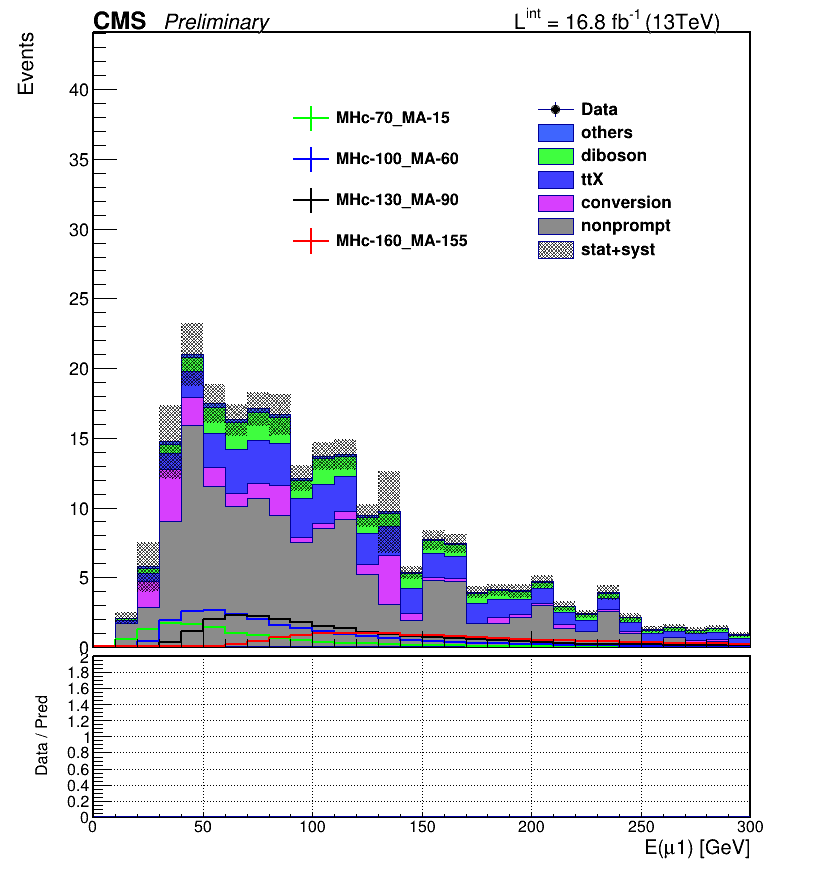 CMS Preliminary L^int = 16.8 fb^-1 (13TeV)
Events
40
35
30
25
20
15
10
5
0
MHc-70_MA-15
MHc-100_MA-60
MHc-130_MA-90
MHc-160_MA-155
Data
others
diboson
ttX
conversion
nonprompt
stat+syst
Data / Pred
2
1.8
1.6
1.4
1.2
1
0.8
0.6
0.4
0.2
0
0 50 100 150 200 250 300
E(μ1) [GeV]